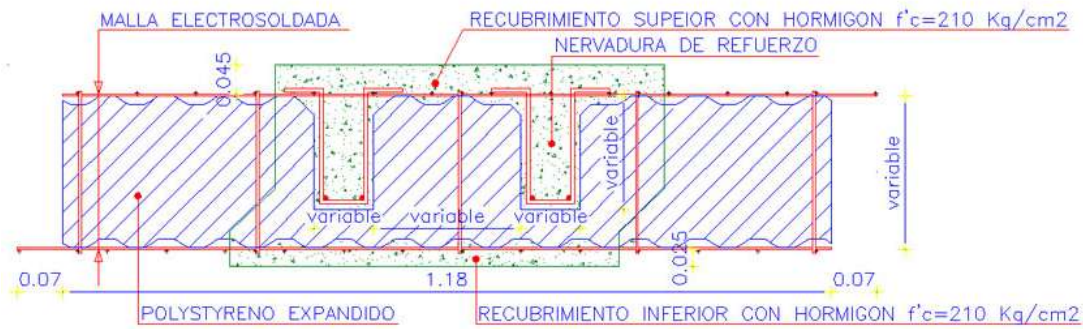 MALLA ELECTROSOLDADA
RECUBRIMIENTO SUPEIOR CON HORMIGON f'c=210 Kg/cm2
NERVADURA DE REFUERZO
0.045
variable
variable
variable variable variable
0.025
0.07 1.18 0.07
POLYSTYRENO EXPANDIDO
RECUBRIMIENTO INFERIOR CON HORMIGON f'c=210 Kg/cm2